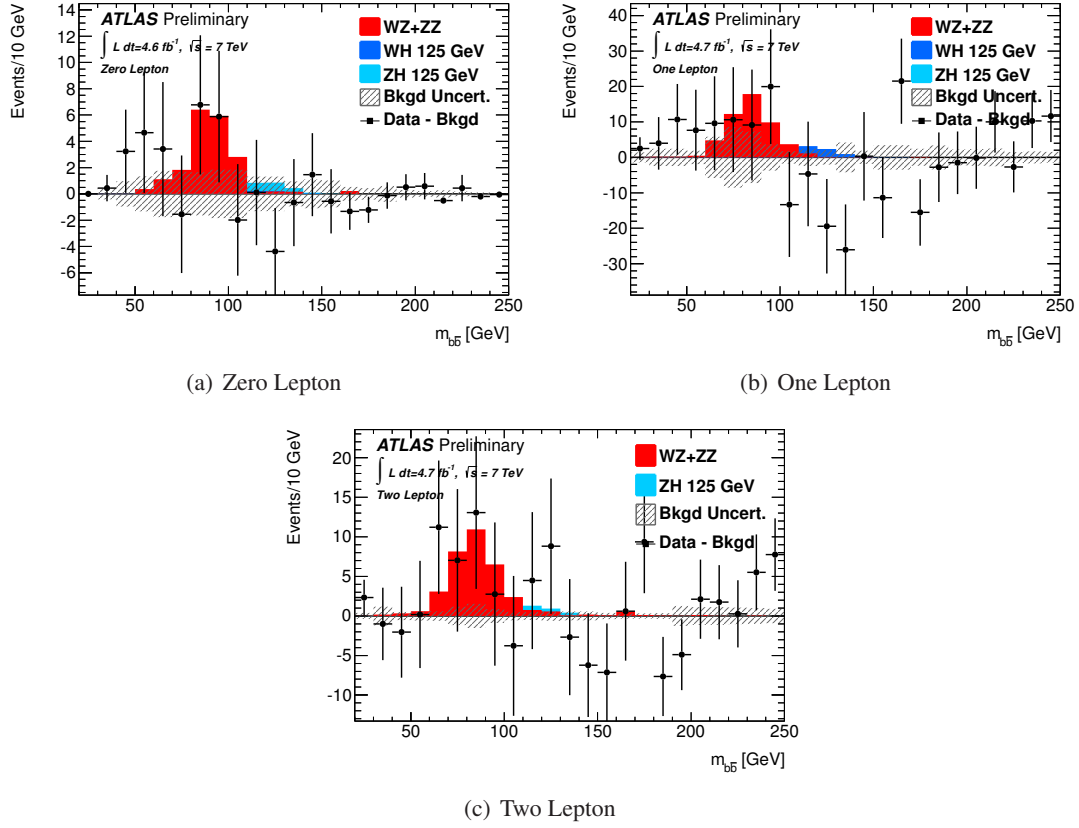 ATLAS Preliminary
∫ L dt=4.6 fb⁻¹, √s = 7 TeV
Zero Lepton
WZ+ZZ
WH 125 GeV
ZH 125 GeV
Bkgd Uncert.
Data - Bkgd
Events/10 GeV
14
12
10
8
6
4
2
0
-2
-4
-6
50 100 150 200 250
m_bb̄ [GeV]
(a) Zero Lepton
ATLAS Preliminary
∫ L dt=4.7 fb⁻¹, √s = 7 TeV
One Lepton
WZ+ZZ
WH 125 GeV
ZH 125 GeV
Bkgd Uncert.
Data - Bkgd
Events/10 GeV
40
30
20
10
0
-10
-20
-30
50 100 150 200 250
m_bb̄ [GeV]
(b) One Lepton
ATLAS Preliminary
∫ L dt=4.7 fb⁻¹, √s = 7 TeV
Two Lepton
WZ+ZZ
ZH 125 GeV
Bkgd Uncert.
Data - Bkgd
Events/10 GeV
20
15
10
5
0
-5
-10
50 100 150 200 250
m_bb̄ [GeV]
(c) Two Lepton